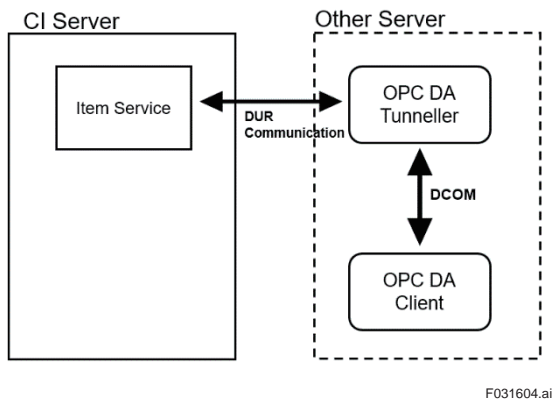 CI Server
Other Server
Item Service
DUR
Communication
OPC DA
Tunneller
DCOM
OPC DA
Client
F031604.ai